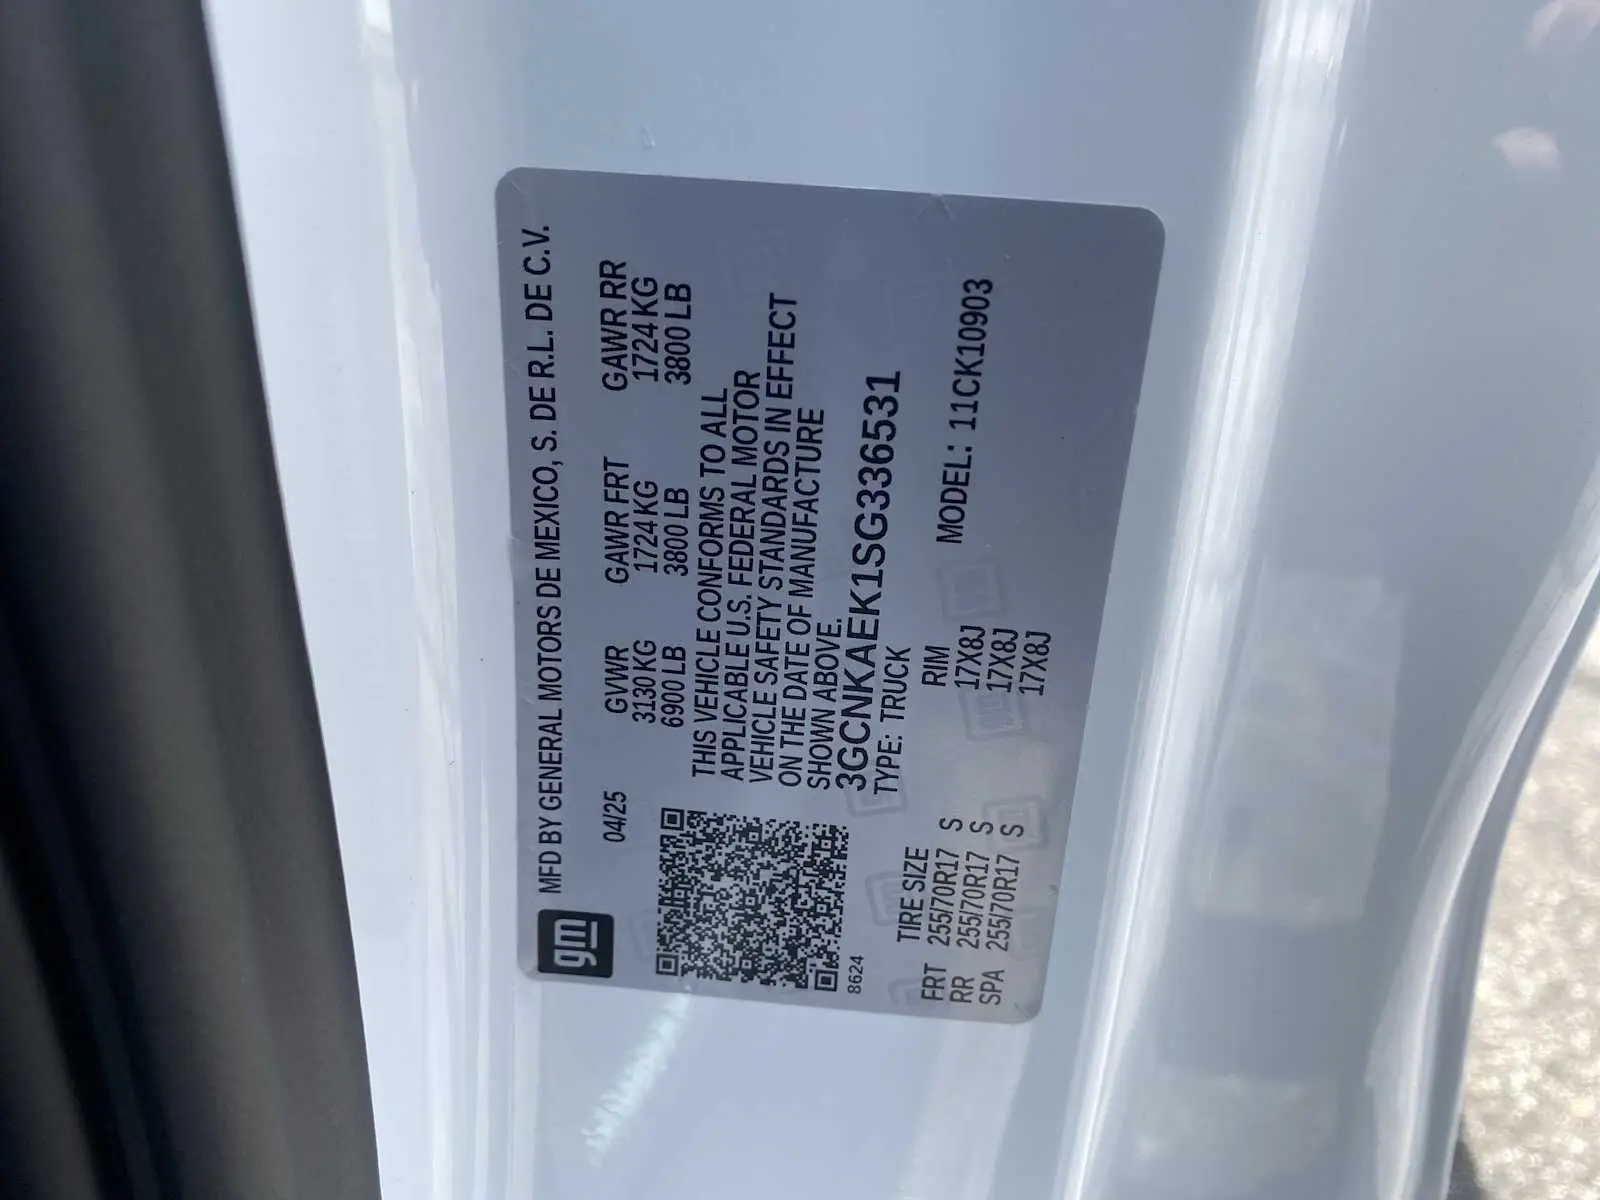 gm MFD BY GENERAL MOTORS DE MEXICO, S. DE R.L. DE C.V.
04/25 GVWR GAWR FRT GAWR RR
3130 KG 1724 KG 1724 KG
6900 LB 3800 LB 3800 LB
THIS VEHICLE CONFORMS TO ALL
APPLICABLE U.S. FEDERAL MOTOR
VEHICLE SAFETY STANDARDS IN EFFECT
ON THE DATE OF MANUFACTURE
SHOWN ABOVE.
3GCNKAEK1SG336531
8624 TYPE: TRUCK MODEL: 11CK10903
TIRE SIZE RIM
FRT 255/70R17 S 17X8J
RR 255/70R17 S 17X8J
SPA 255/70R17 S 17X8J